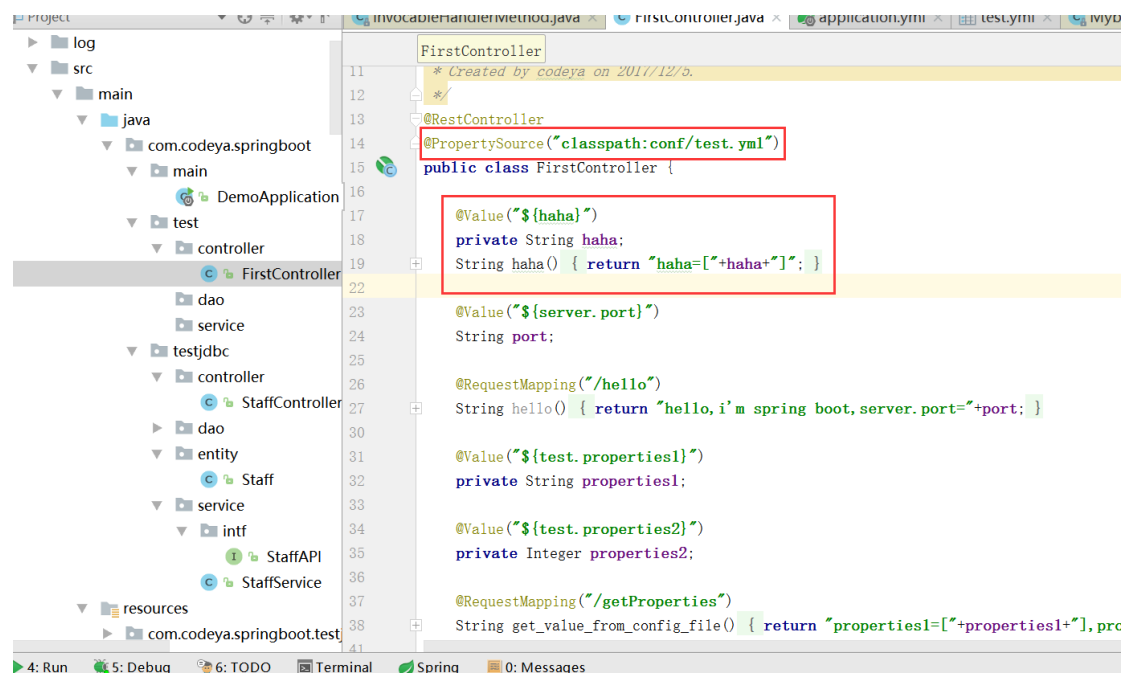 Project
log
src
main
java
com.codeya.springboot
main
DemoApplication
test
controller
FirstController
dao
service
testjdbc
controller
StaffController
dao
entity
Staff
service
intf
StaffAPI
StaffService
resources
com.codeya.springboot.test
InvocableHandlerMethod.java
FirstController.java
application.yml
test.yml
Myb
FirstController
11 * Created by codeya on 2017/12/5.
12 */
13 @RestController
14 @PropertySource("classpath:conf/test.yml")
15 public class FirstController {
16
17 @Value("${haha}")
18 private String haha;
19 String haha() { return "haha=["+haha+"]"; }
22
23 @Value("${server.port}")
24 String port;
25
26 @RequestMapping("/hello")
27 String hello() { return "hello,i'm spring boot,server.port="+port; }
30
31 @Value("${test.properties1}")
32 private String properties1;
33
34 @Value("${test.properties2}")
35 private Integer properties2;
36
37 @RequestMapping("/getProperties")
38 String get_value_from_config_file() { return "properties1=["+properties1+"],pro
41
4: Run 5: Debug 6: TODO Terminal Spring 0: Messages